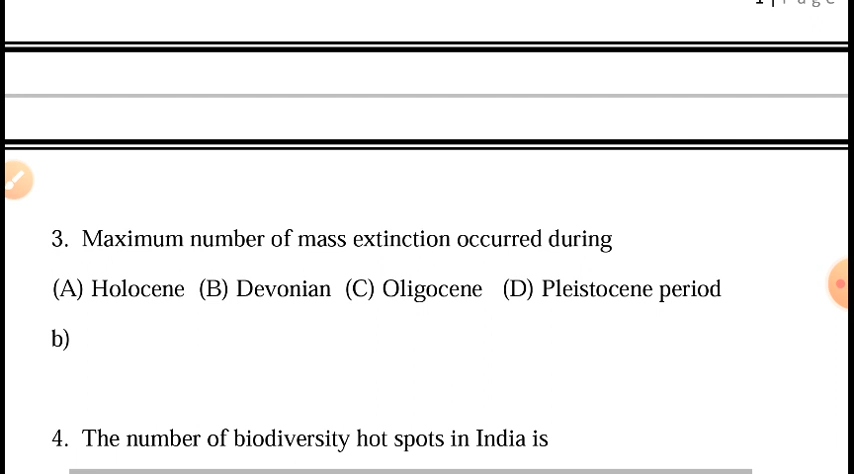 3. Maximum number of mass extinction occurred during
(A) Holocene (B) Devonian (C) Oligocene (D) Pleistocene period
b)
4. The number of biodiversity hot spots in India is